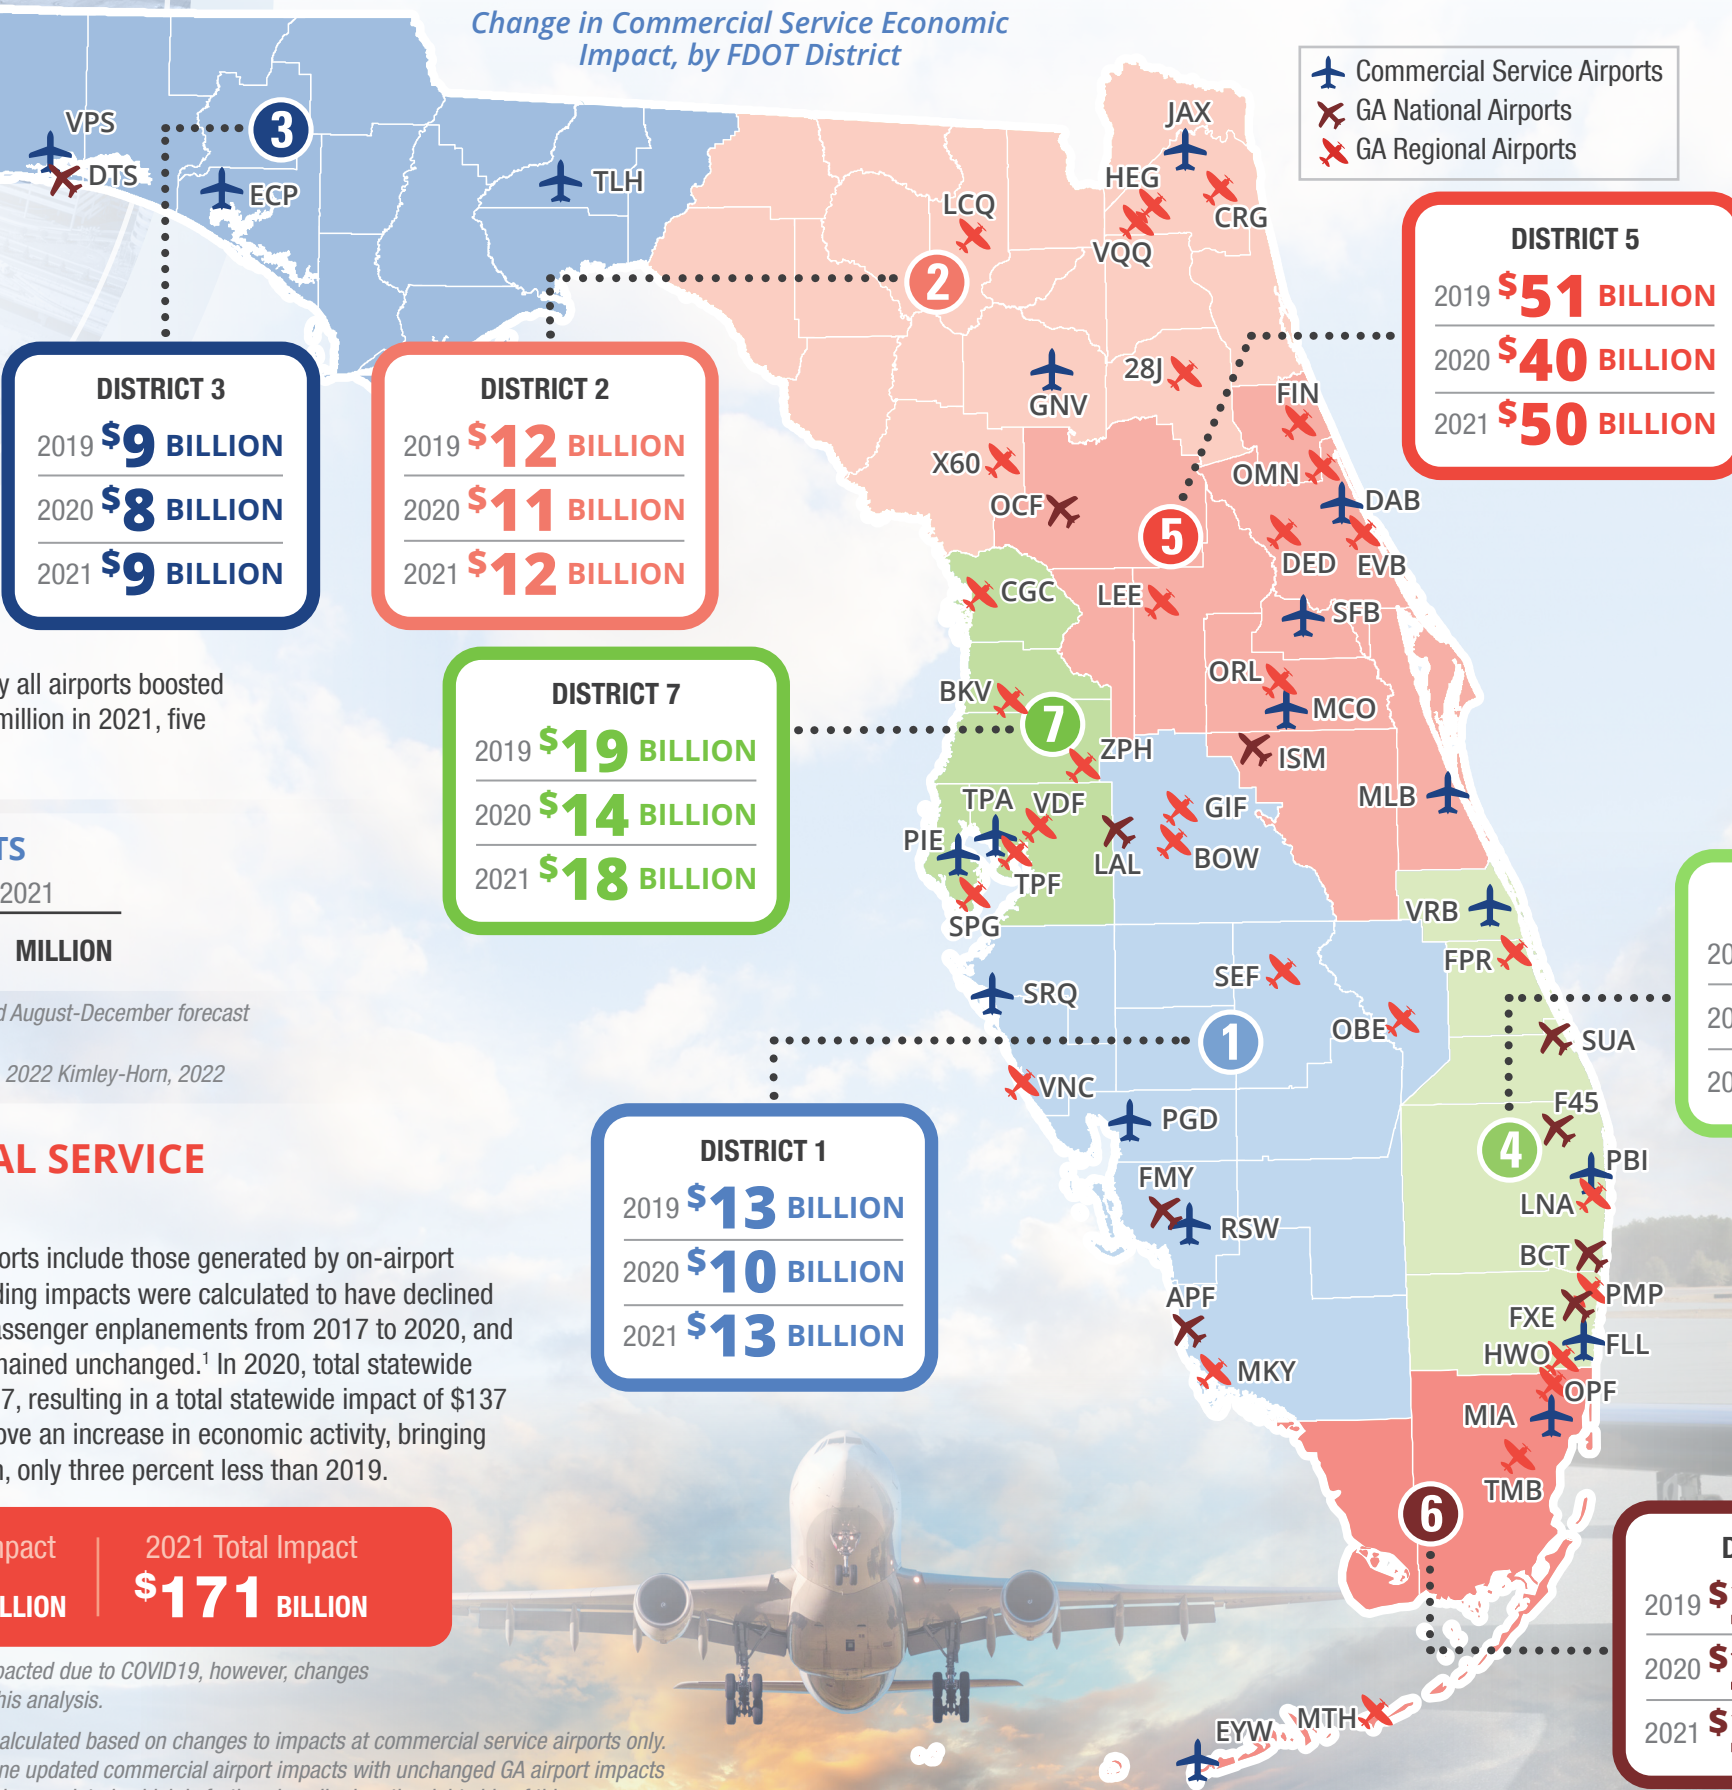 Change in Commercial Service Economic
Impact, by FDOT District
Commercial Service Airports
GA National Airports
GA Regional Airports
VPS
DTS
3
ECP
TLH
JAX
HEG
CRG
LCQ
VQQ
2
GNV
28J
X60
OCF
5
FIN
OMN
DAB
DED
EVB
CGC
LEE
SFB
ORL
MCO
BKV
7
ZPH
ISM
MLB
TPA
VDF
PIE
TPF
SPG
LAL
GIF
BOW
VRB
FPR
SEF
SRQ
OBE
1
SUA
VNC
PGD
F45
4
PBI
LNA
FMY
RSW
BCT
APF
PMP
FXE
FLL
HWO
MKY
OPF
MIA
TMB
6
EYW
MTH
DISTRICT 5
2019 $51 BILLION
2020 $40 BILLION
2021 $50 BILLION
DISTRICT 3
2019 $9 BILLION
2020 $8 BILLION
2021 $9 BILLION
DISTRICT 2
2019 $12 BILLION
2020 $11 BILLION
2021 $12 BILLION
DISTRICT 7
2019 $19 BILLION
2020 $14 BILLION
2021 $18 BILLION
DISTRICT 1
2019 $13 BILLION
2020 $10 BILLION
2021 $13 BILLION
20
20
20
D
2019 $
2020 $
2021 $
y all airports boosted
million in 2021, five
TS
2021
MILLION
d August-December forecast
2022 Kimley-Horn, 2022
AL SERVICE
orts include those generated by on-airport
ding impacts were calculated to have declined
assenger enplanements from 2017 to 2020, and
mained unchanged.¹ In 2020, total statewide
7, resulting in a total statewide impact of $137
ove an increase in economic activity, bringing
n, only three percent less than 2019.
mpact
LLION
2021 Total Impact
$171 BILLION
pacted due to COVID19, however, changes
his analysis.
alculated based on changes to impacts at commercial service airports only.
ne updated commercial airport impacts with unchanged GA airport impacts